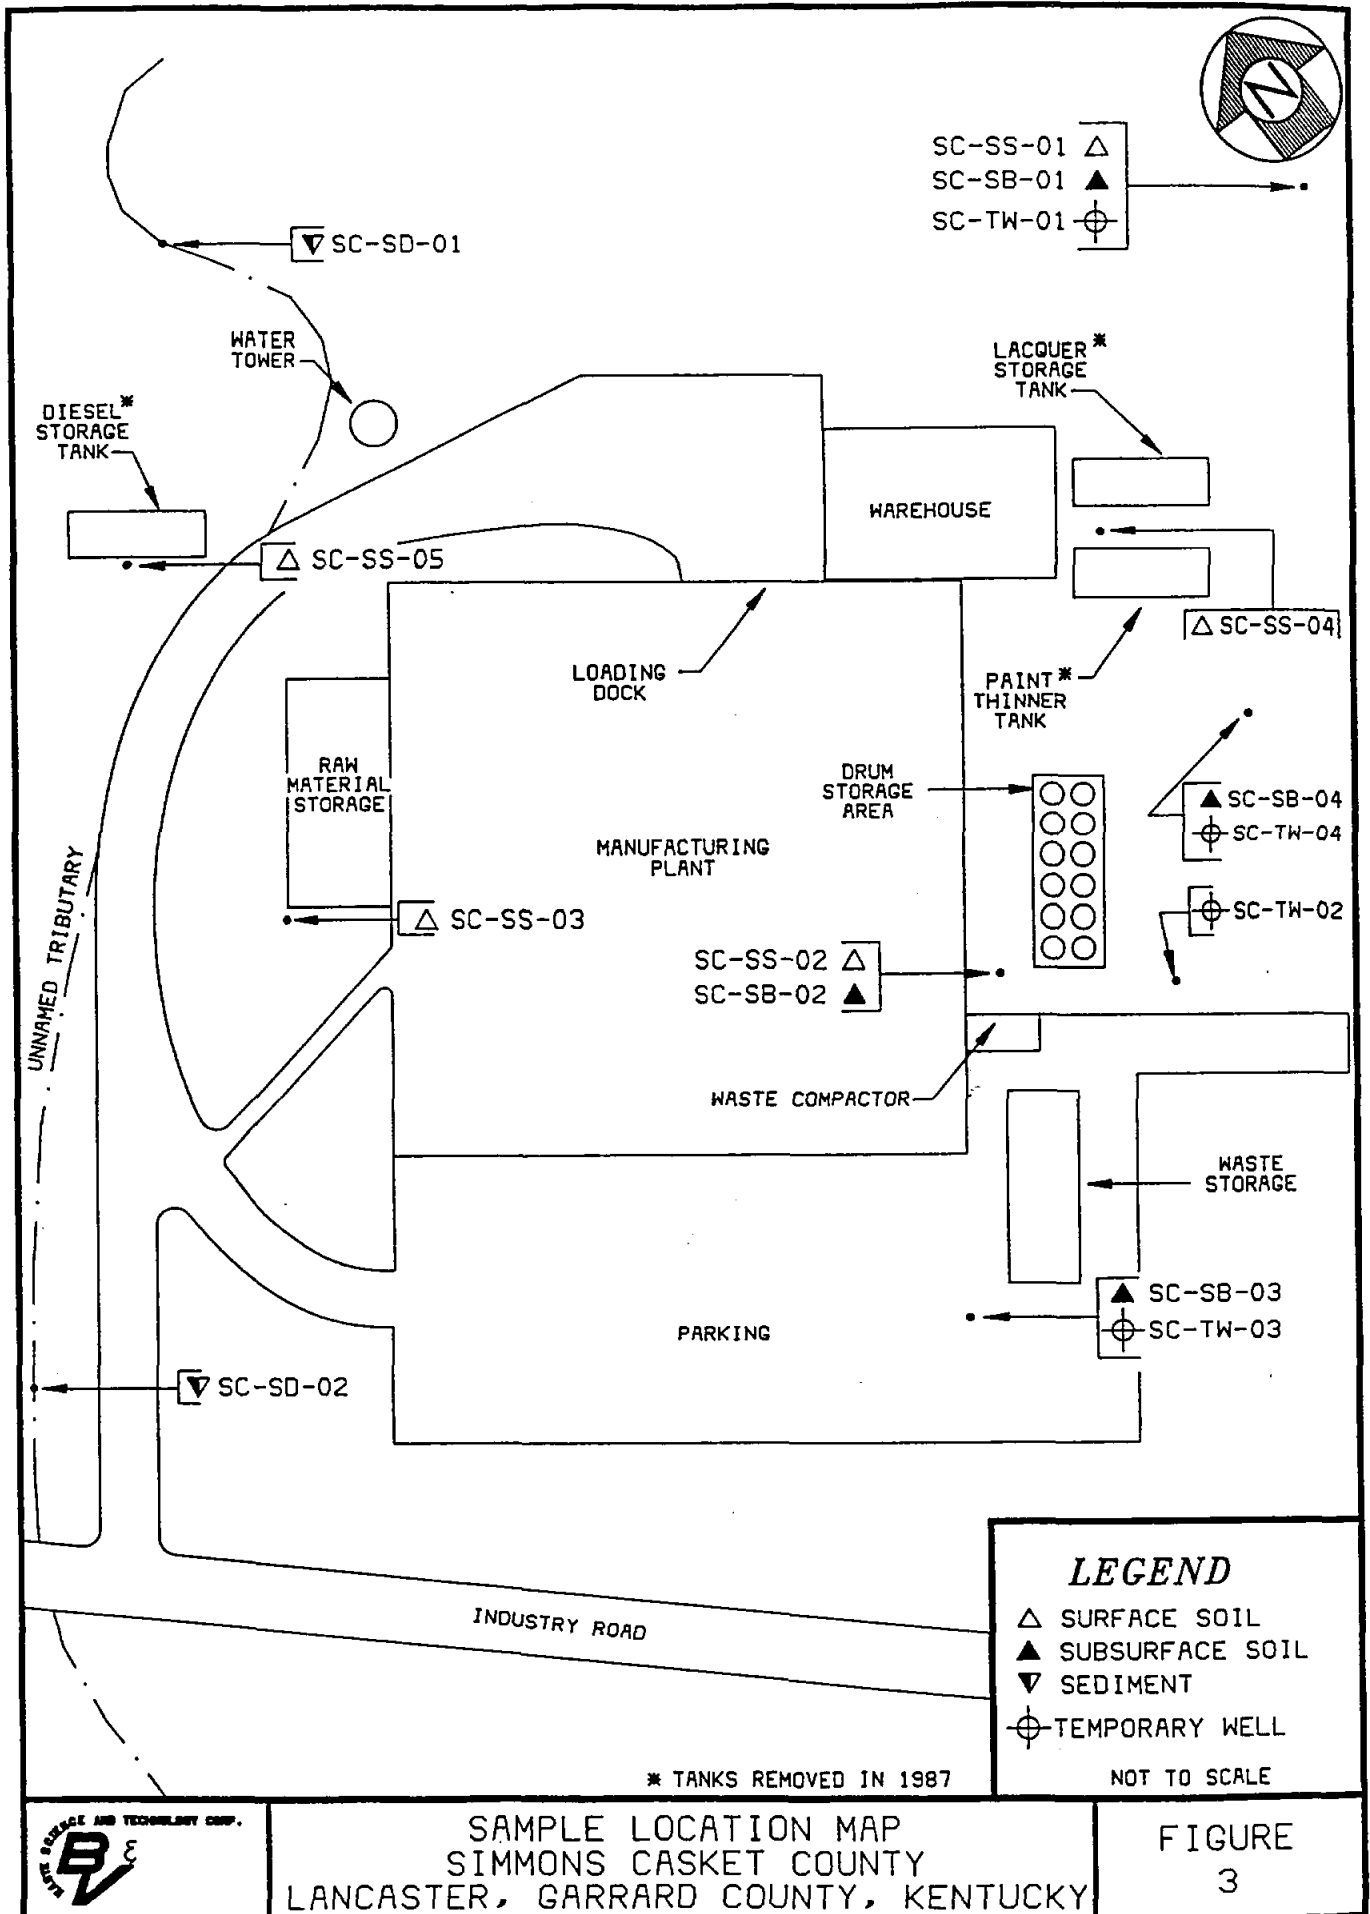 N
SC-SS-01
SC-SB-01
SC-TW-01
SC-SD-01
WATER
TOWER
LACQUER*
STORAGE
TANK
DIESEL*
STORAGE
TANK
WAREHOUSE
SC-SS-05
SC-SS-04
LOADING
DOCK
PAINT*
THINNER
TANK
RAW
MATERIAL
STORAGE
DRUM
STORAGE
AREA
SC-SB-04
SC-TW-04
MANUFACTURING
PLANT
UNNAMED TRIBUTARY
SC-SS-03
SC-TW-02
SC-SS-02
SC-SB-02
WASTE COMPACTOR
WASTE
STORAGE
SC-SB-03
SC-TW-03
PARKING
SC-SD-02
INDUSTRY ROAD
LEGEND
SURFACE SOIL
SUBSURFACE SOIL
SEDIMENT
TEMPORARY WELL
NOT TO SCALE
* TANKS REMOVED IN 1987
SCIENCE AND TECHNOLOGY CORP.
B&V
SAMPLE LOCATION MAP
SIMMONS CASKET COUNTY
LANCASTER, GARRARD COUNTY, KENTUCKY
FIGURE
3